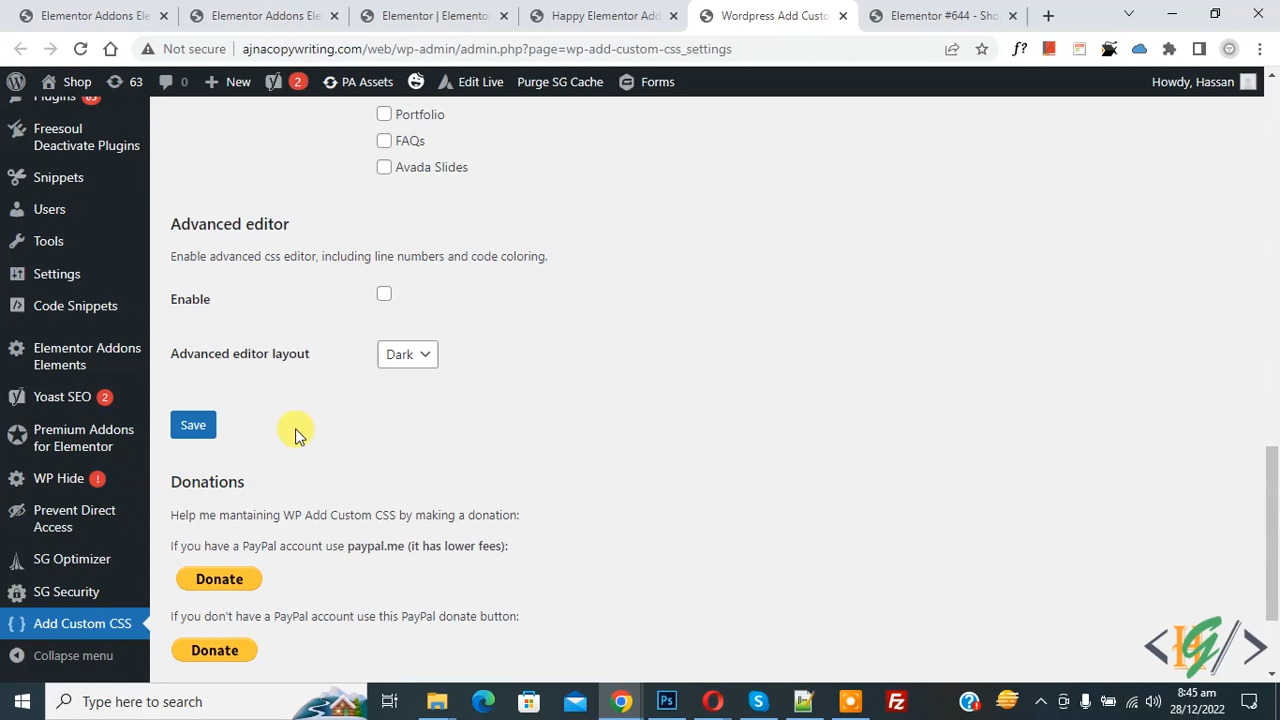 Elementor Addons Ele
Elementor Addons Ele
Elementor | Elemento
Happy Elementor Add
Wordpress Add Custo
Elementor #644 - Sho
Not secure
ajnacopywriting.com/web/wp-admin/admin.php?page=wp-add-custom-css_settings
Shop
63
0
New
2
PA Assets
Edit Live
Purge SG Cache
Forms
Howdy, Hassan
Plugins
Freesoul
Deactivate Plugins
Snippets
Users
Tools
Settings
Code Snippets
Elementor Addons
Elements
Yoast SEO 2
Premium Addons
for Elementor
WP Hide !
Prevent Direct
Access
SG Optimizer
SG Security
Add Custom CSS
Collapse menu
Portfolio
FAQs
Avada Slides
Advanced editor
Enable advanced css editor, including line numbers and code coloring.
Enable
Advanced editor layout
Dark
Save
Donations
Help me mantaining WP Add Custom CSS by making a donation:
If you have a PayPal account use paypal.me (it has lower fees):
Donate
If you don't have a PayPal account use this PayPal donate button:
Donate
Type here to search
8:45 am
28/12/2022